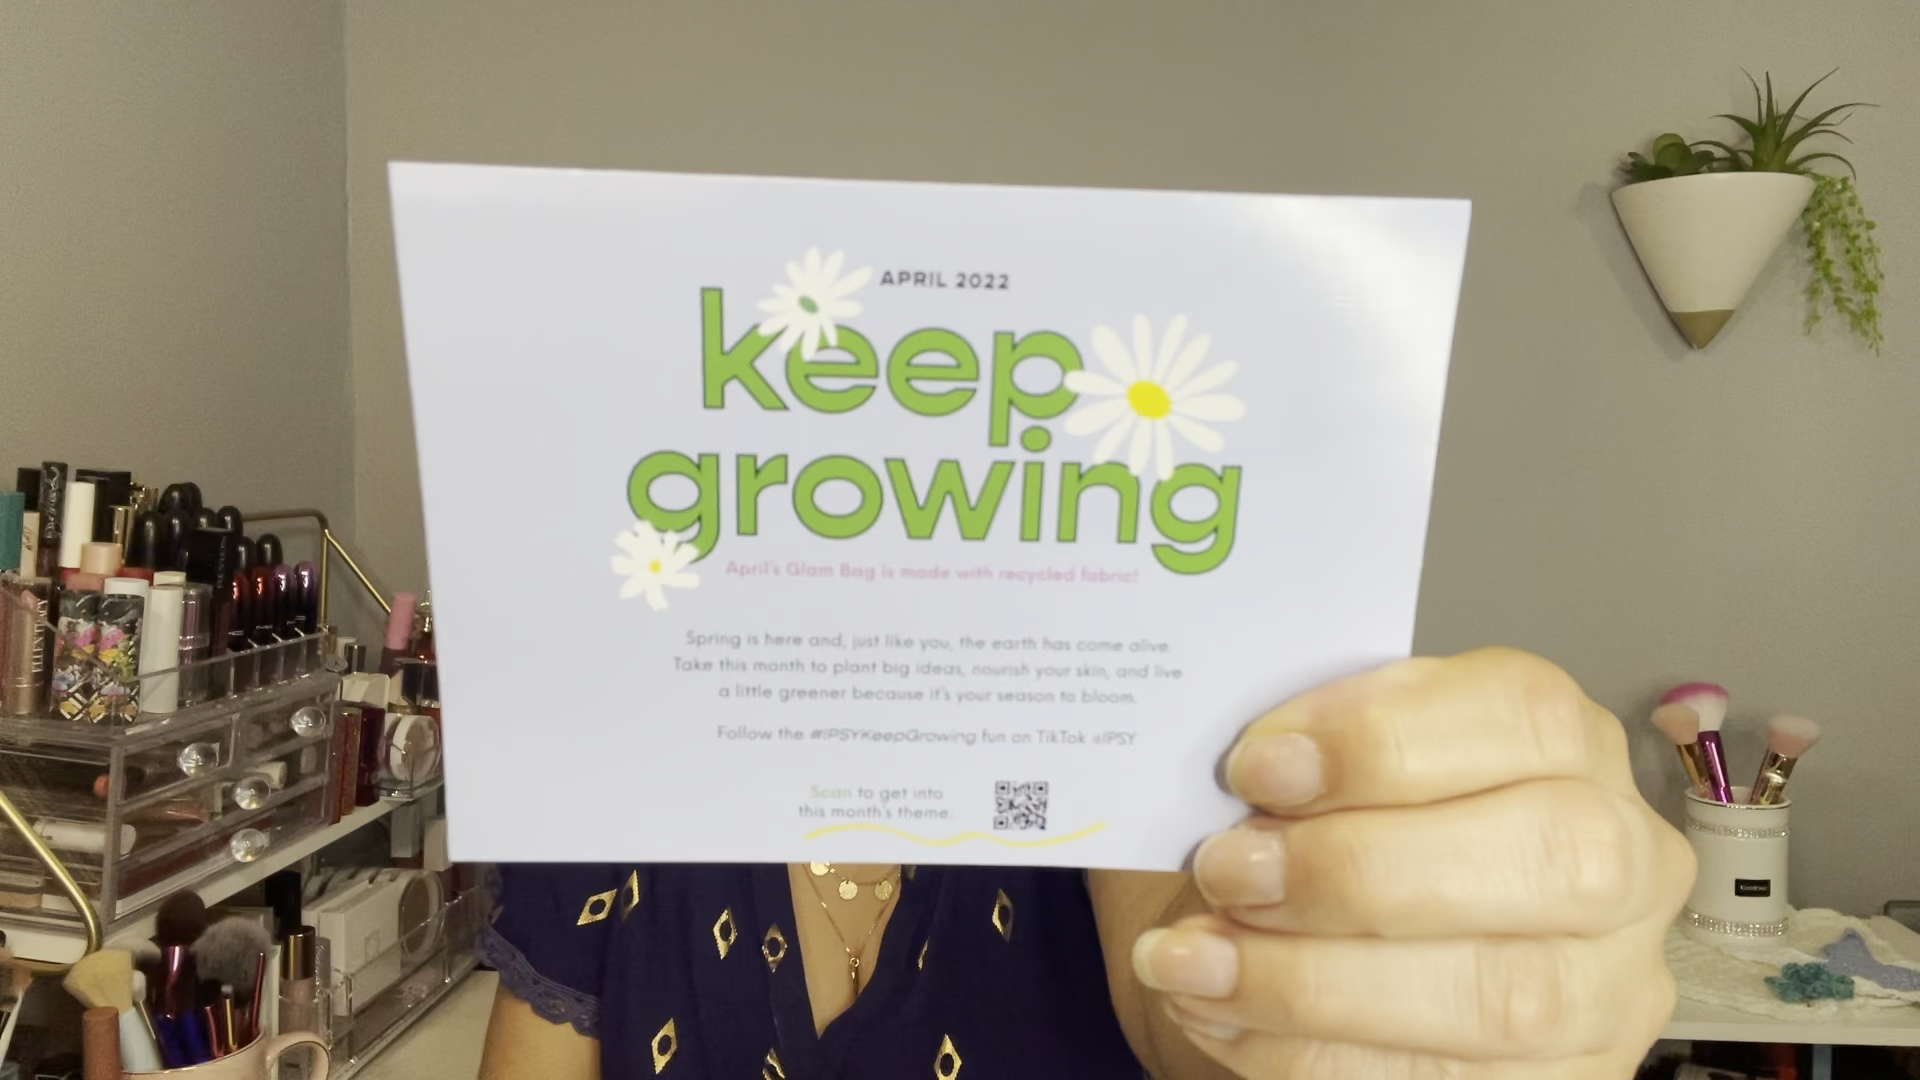 APRIL 2022
keep
growing
April's Glam Bag is made with recycled fabric!
Spring is here and, just like you, the earth has come alive.
Take this month to plant big ideas, nourish your skin, and live
a little greener because it's your season to bloom.
Follow the #IPSYKeepGrowing fun on TikTok @IPSY
Scan to get into
this month's theme.